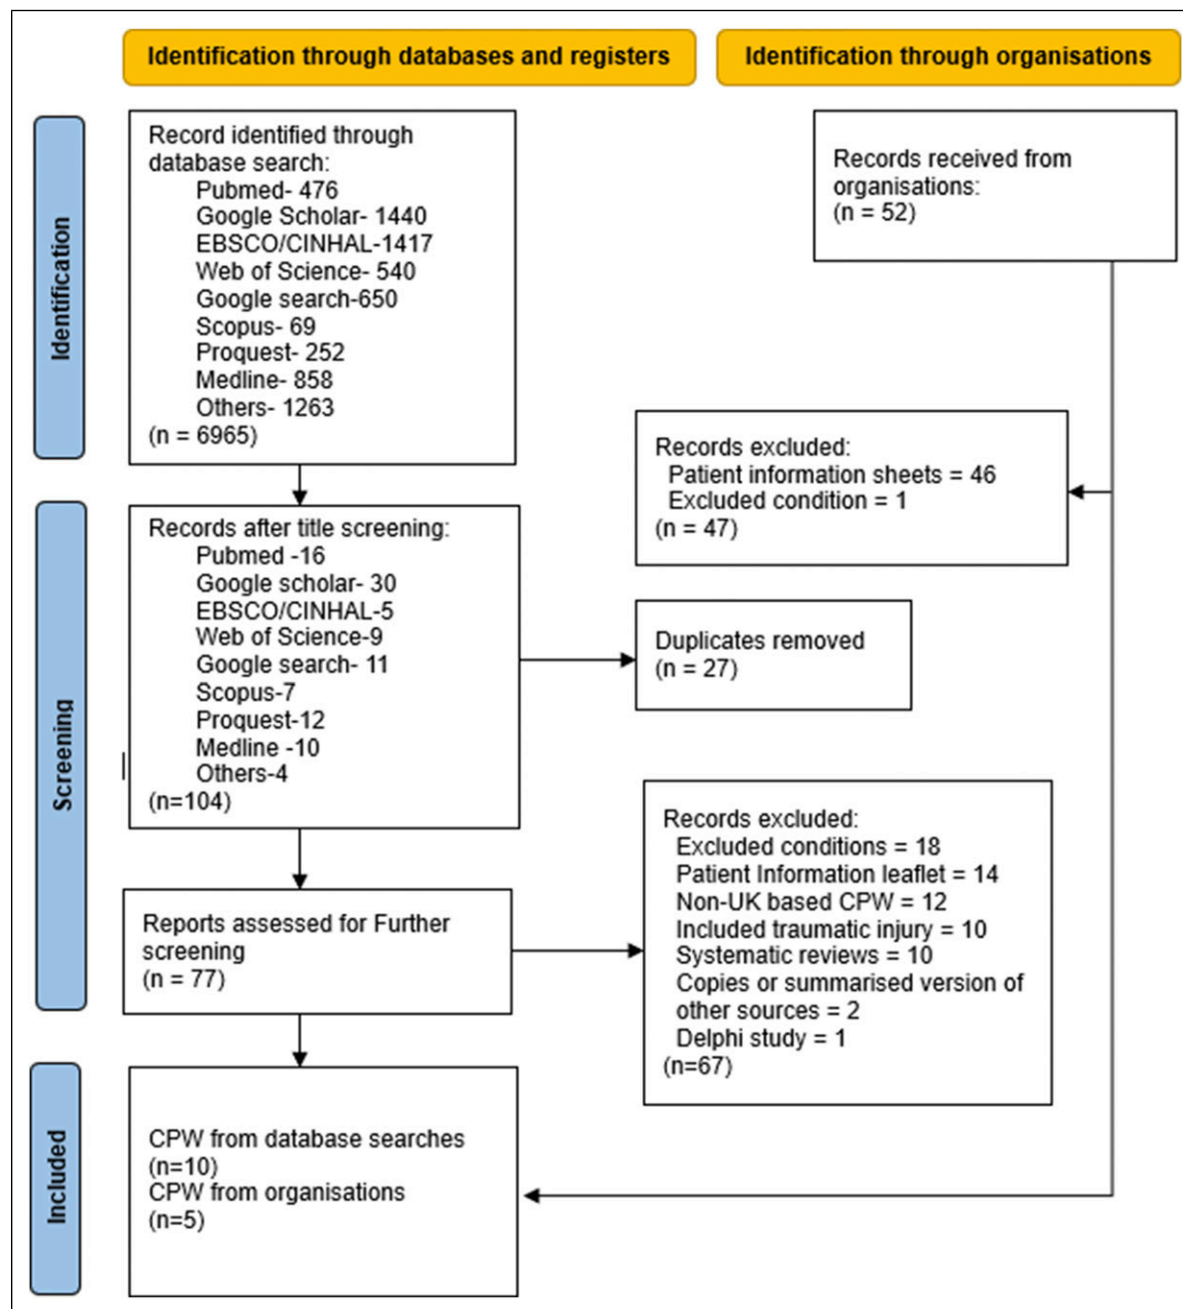 Identification through databases and registers
Identification through organisations
Identification
Record identified through
database search:
Pubmed- 476
Google Scholar- 1440
EBSCO/CINHAL-1417
Web of Science- 540
Google search-650
Scopus- 69
Proquest- 252
Medline- 858
Others- 1263
(n = 6965)
Records received from
organisations:
(n = 52)
Records excluded:
Patient information sheets = 46
Excluded condition = 1
(n = 47)
Screening
Records after title screening:
Pubmed -16
Google scholar- 30
EBSCO/CINHAL-5
Web of Science-9
Google search- 11
Scopus-7
Proquest-12
Medline -10
Others-4
(n=104)
Duplicates removed
(n = 27)
Reports assessed for Further
screening
(n = 77)
Records excluded:
Excluded conditions = 18
Patient Information leaflet = 14
Non-UK based CPW = 12
Included traumatic injury = 10
Systematic reviews = 10
Copies or summarised version of
other sources = 2
Delphi study = 1
(n=67)
Included
CPW from database searches
(n=10)
CPW from organisations
(n=5)